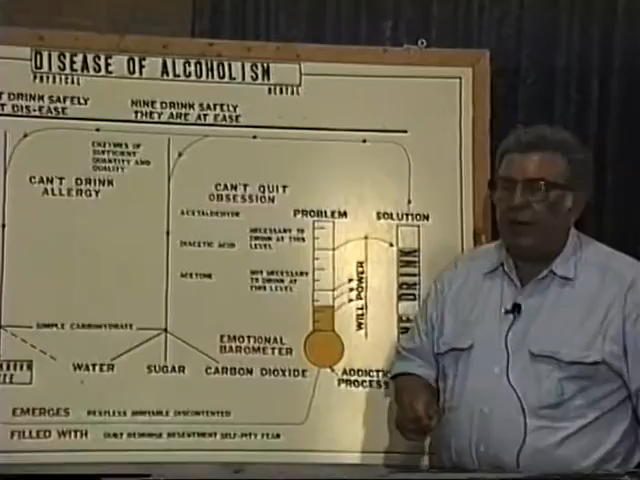 DISEASE OF ALCOHOLISM
PHYSICAL MENTAL
T DRINK SAFELY
T DIS-EASE
NINE DRINK SAFELY
THEY ARE AT EASE
ENZYMES OF
SUFFICIENT
QUANTITY AND
QUALITY
CAN'T DRINK
ALLERGY
CAN'T QUIT
OBSESSION
ACETALDEHYDE
DIACETIC ACID
ACETONE
PROBLEM
SOLUTION
NECESSARY TO
DRINK AT THIS
LEVEL
NOT NECESSARY
TO DRINK AT
THIS LEVEL
WILL POWER
DRINK
SIMPLE CARBOHYDRATE
WATER
SUGAR
CARBON DIOXIDE
EMOTIONAL
BAROMETER
ADDICTI
PROCESS
EMERGES RESTLESS IRRITABLE DISCONTENTED
FILLED WITH GUILT REMORSE RESENTMENT SELF-PITY FEAR